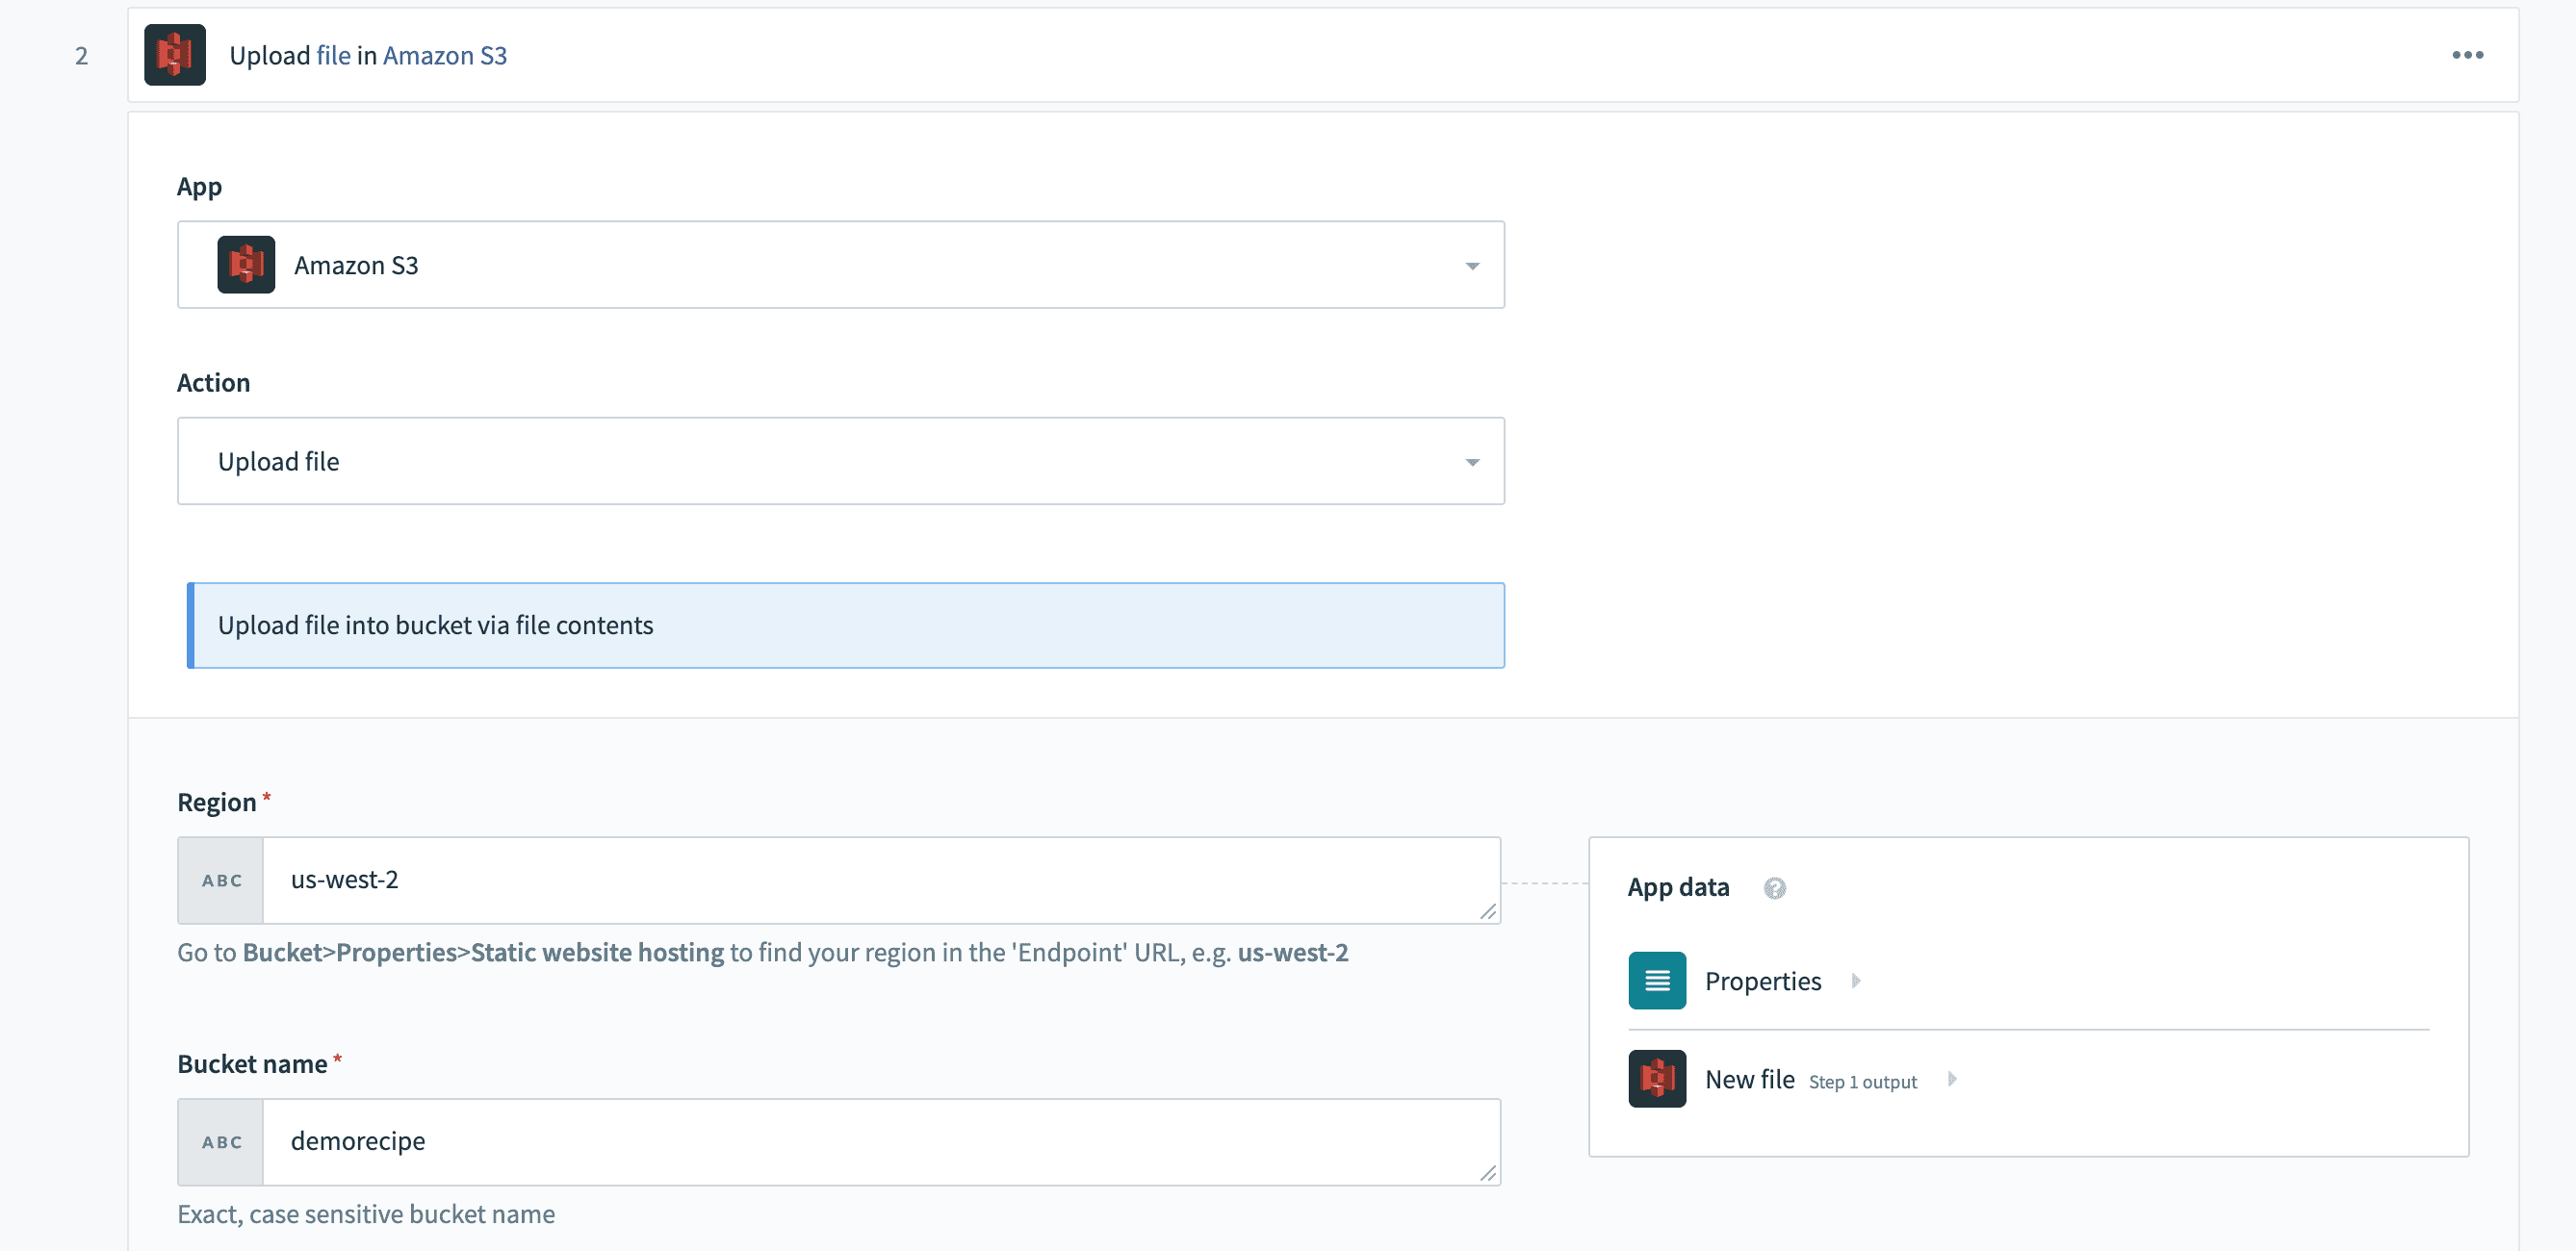 2
Upload file in Amazon S3
App
Amazon S3
Action
Upload file
Upload file into bucket via file contents
Region *
ABC us-west-2
Go to Bucket>Properties>Static website hosting to find your region in the 'Endpoint' URL, e.g. us-west-2
App data ?
Properties
New file Step 1 output
Bucket name *
ABC demorecipe
Exact, case sensitive bucket name